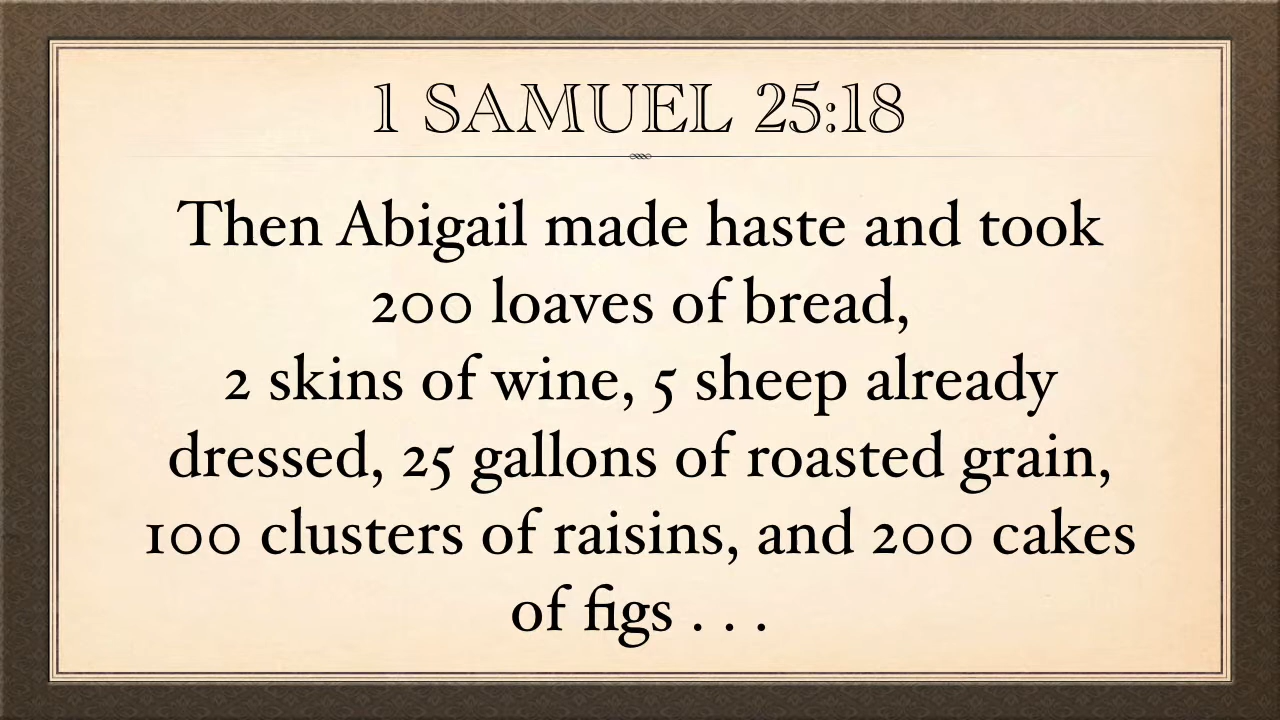 1 SAMUEL 25:18
Then Abigail made haste and took
200 loaves of bread,
2 skins of wine, 5 sheep already
dressed, 25 gallons of roasted grain,
100 clusters of raisins, and 200 cakes
of figs . . .